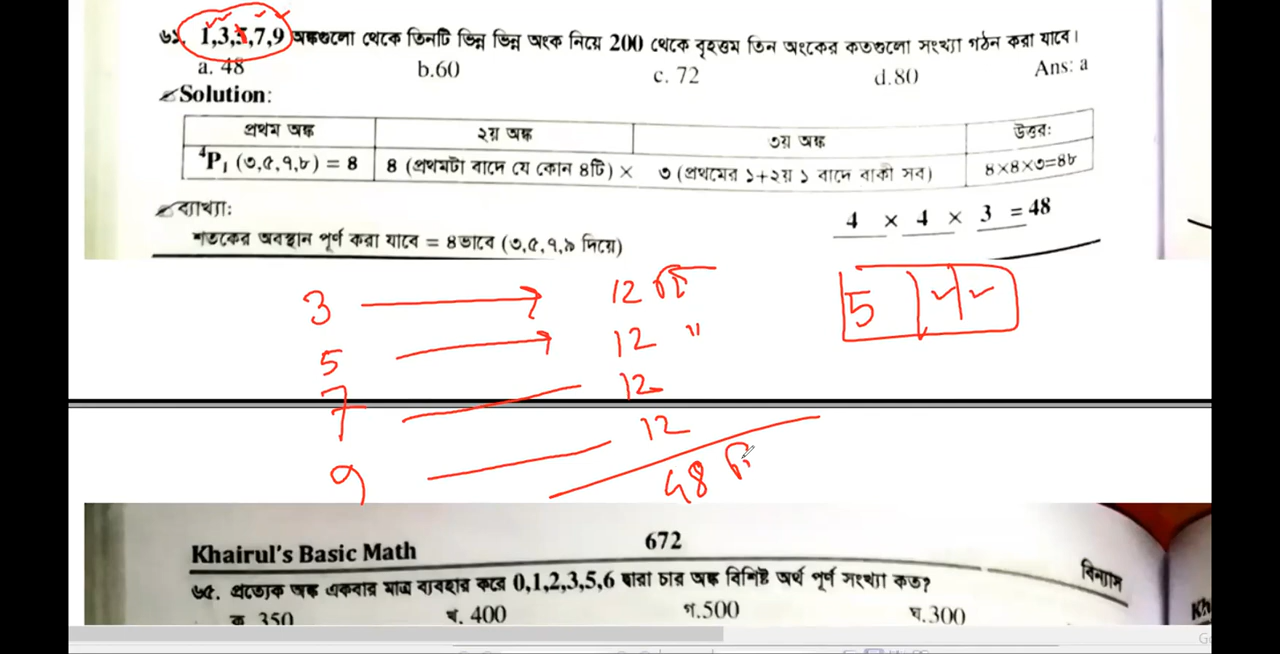 ৬১. 1,3,5,7,9 অঙ্কগুলো থেকে তিনটি ভিন্ন ভিন্ন অংক নিয়ে 200 থেকে বৃহত্তম তিন অংকের কতগুলো সংখ্যা গঠন করা যাবে।
a. 48 b.60 c. 72 d.80 Ans: a
Solution:
প্রথম অঙ্ক ২য় অঙ্ক ৩য় অঙ্ক উত্তর:
⁴P₁ (৩,৫,৭,৮) = 4 4 (প্রথমটা বাদে যে কোন ৪টি) × ৩ (প্রথমের ১+২য় ১ বাদে বাকী সব) ৪×৪×৩=৪৮
ব্যাখ্যা:
4 × 4 × 3 = 48
শতকের অবস্থান পূর্ণ করা যাবে = ৪ভাবে (৩,৫,৭,৯ দিয়ে)
3 12 টি
5 12 "
7 12
9 12
48 টি
5
672
Khairul's Basic Math
বিন্যাস
৬৫. প্রত্যেক অঙ্ক একবার মাত্র ব্যবহার করে 0,1,2,3,5,6 দ্বারা চার অঙ্ক বিশিষ্ট অর্থ পূর্ণ সংখ্যা কত?
ক. 350 খ. 400 গ.500 ঘ.300